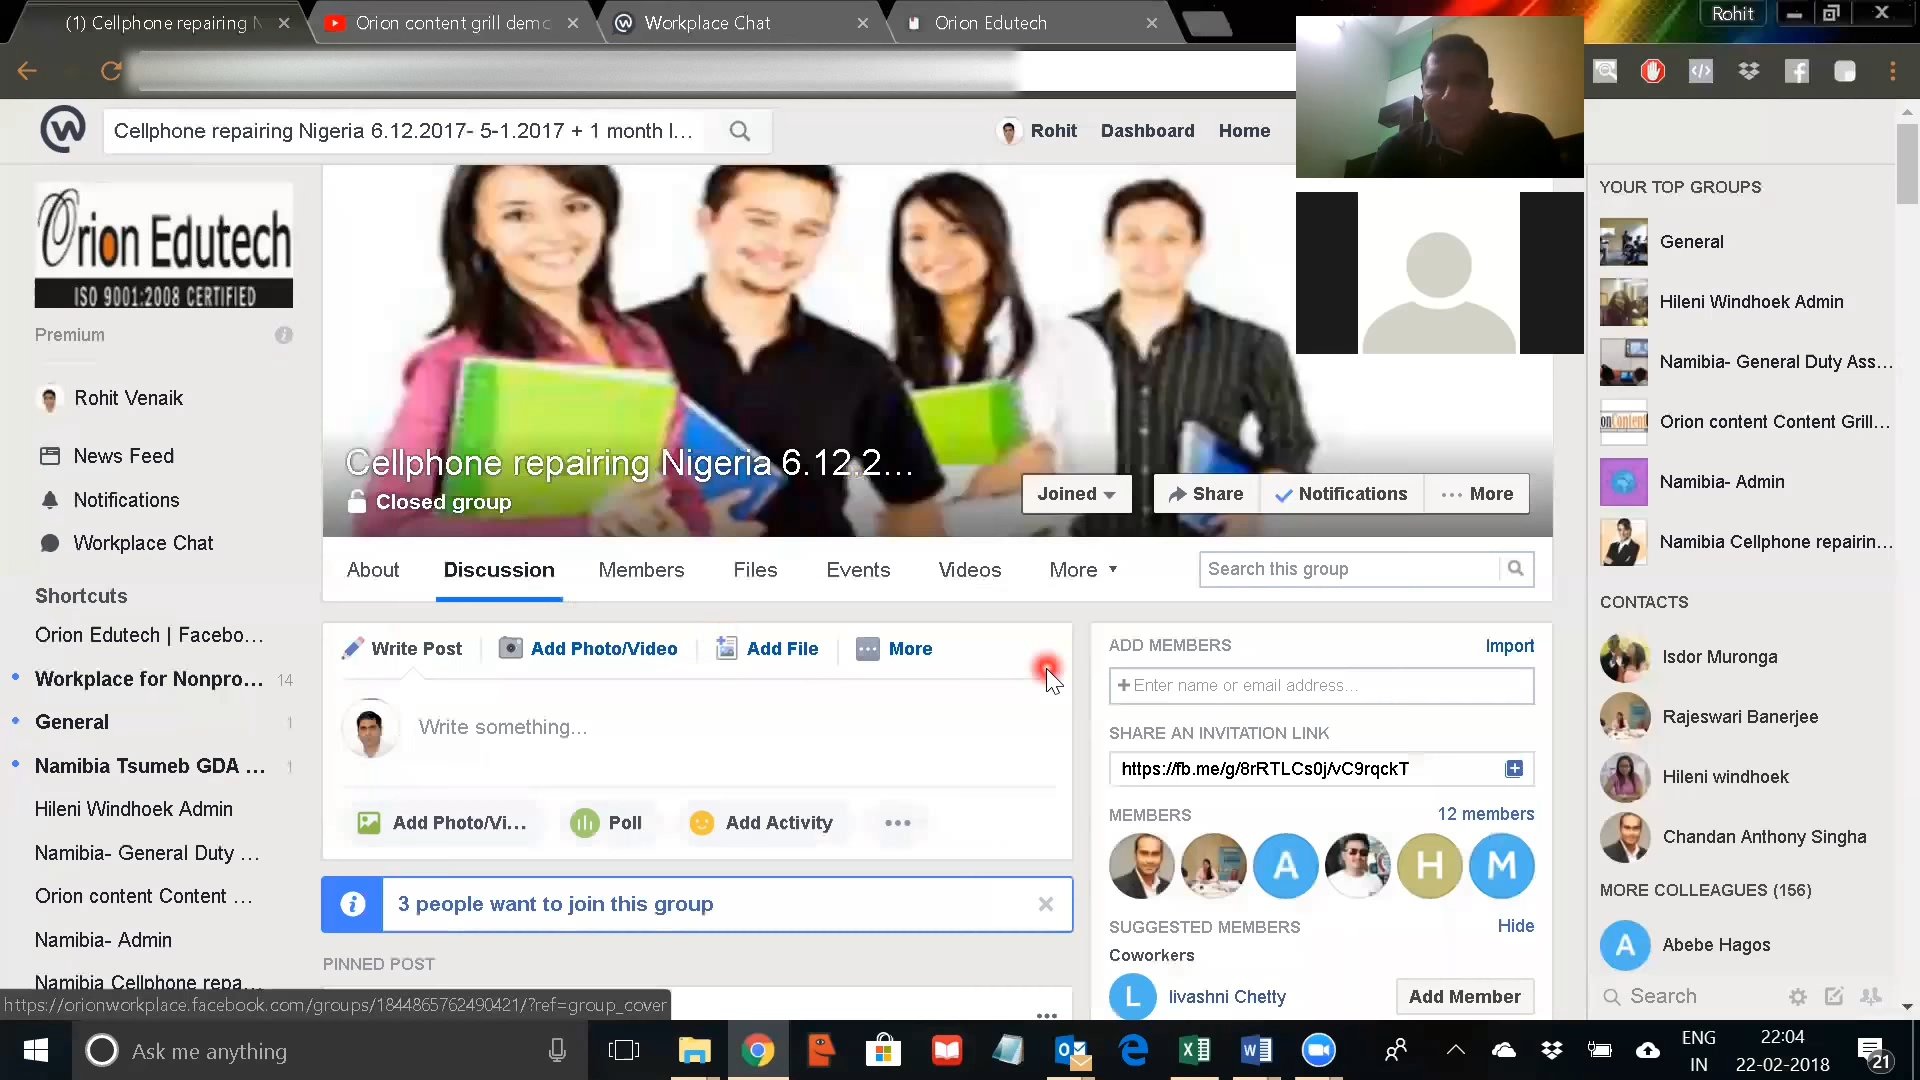 (1) Cellphone repairing N
Orion content grill demo
Workplace Chat
Orion Edutech
Rohit
Cellphone repairing Nigeria 6.12.2017- 5-1.2017 + 1 month I...
Rohit
Dashboard
Home
Orion Edutech
ISO 9001:2008 CERTIFIED
Premium
Rohit Venaik
News Feed
Notifications
Workplace Chat
Shortcuts
Orion Edutech | Facebo...
Workplace for Nonpro... 14
General 1
Namibia Tsumeb GDA ... 1
Hileni Windhoek Admin
Namibia- General Duty ...
Orion content Content ...
Namibia- Admin
Namibia Cellphone repa...
Cellphone repairing Nigeria 6.12.2...
Closed group
Joined
Share
Notifications
More
About
Discussion
Members
Files
Events
Videos
More
Search this group
Write Post
Add Photo/Video
Add File
More
Write something...
Add Photo/Vi...
Poll
Add Activity
3 people want to join this group
PINNED POST
ADD MEMBERS
Import
+Enter name or email address...
SHARE AN INVITATION LINK
https://fb.me/g/8rRTLCs0j/vC9rqckT
MEMBERS
12 members
A
H
M
SUGGESTED MEMBERS
Hide
Coworkers
L
Iivashni Chetty
Add Member
YOUR TOP GROUPS
General
Hileni Windhoek Admin
Namibia- General Duty Ass...
Orion content Content Grill...
Namibia- Admin
Namibia Cellphone repairin...
CONTACTS
Isdor Muronga
Rajeswari Banerjee
Hileni windhoek
Chandan Anthony Singha
MORE COLLEAGUES (156)
A
Abebe Hagos
Search
https://orionworkplace.facebook.com/groups/1844865762490421/?ref=group_cover
Ask me anything
ENG
IN
22:04
22-02-2018
21